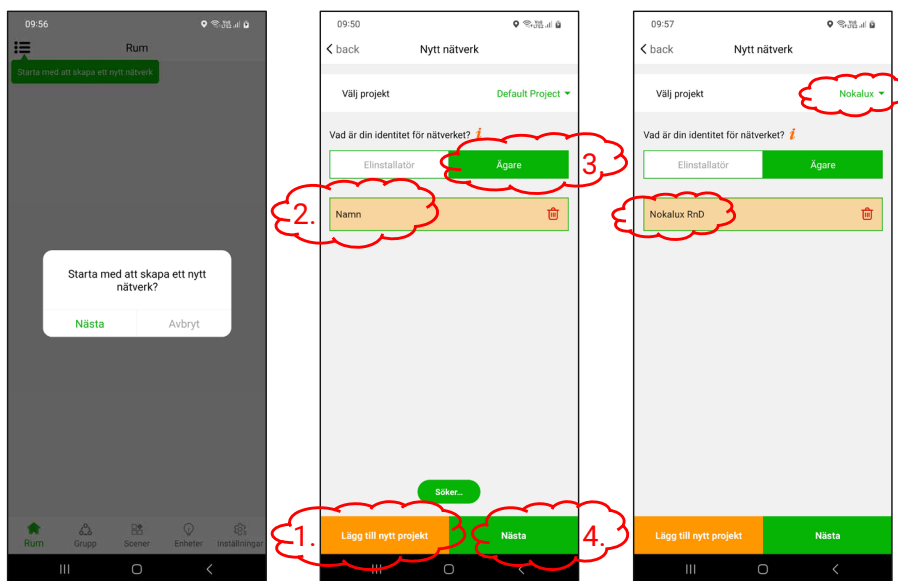 09:56
Rum
Starta med att skapa ett nytt nätverk
Starta med att skapa ett nytt
nätverk?
Nästa
Avbryt
Rum
Grupp
Scener
Enheter
Inställningar
09:50
back
Nytt nätverk
Välj projekt
Default Project
Vad är din identitet för nätverket? i
Elinstallatör
Ägare
3.
2.
Namn
Söker...
1.
Lägg till nytt projekt
Nästa
4.
09:57
back
Nytt nätverk
Välj projekt
Nokalux
Vad är din identitet för nätverket? i
Elinstallatör
Ägare
Nokalux RnD
Lägg till nytt projekt
Nästa